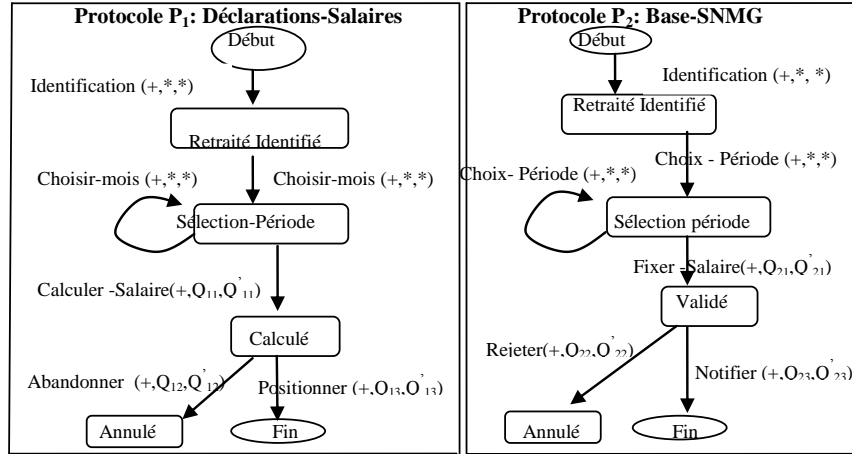 Protocole P₁: Déclarations-Salaires
Début
Identification (+,*,*)
Retraité Identifié
Choisir-mois (+,*,*)
Choisir-mois (+,*,*)
Sélection-Période
Calculer -Salaire(+,Q₁₁,Q'₁₁)
Calculé
Abandonner (+,Q₁₂,Q'₁₂)
Positionner (+,Q₁₃,Q'₁₃)
Annulé
Fin
Protocole P₂: Base-SNMG
Début
Identification (+,*, *)
Retraité Identifié
Choix - Période (+,*,*)
Choix- Période (+,*,*)
Sélection période
Fixer -Salaire(+,Q₂₁,Q'₂₁)
Validé
Rejeter(+,Q₂₂,Q'₂₂)
Notifier (+,Q₂₃,Q'₂₃)
Annulé
Fin